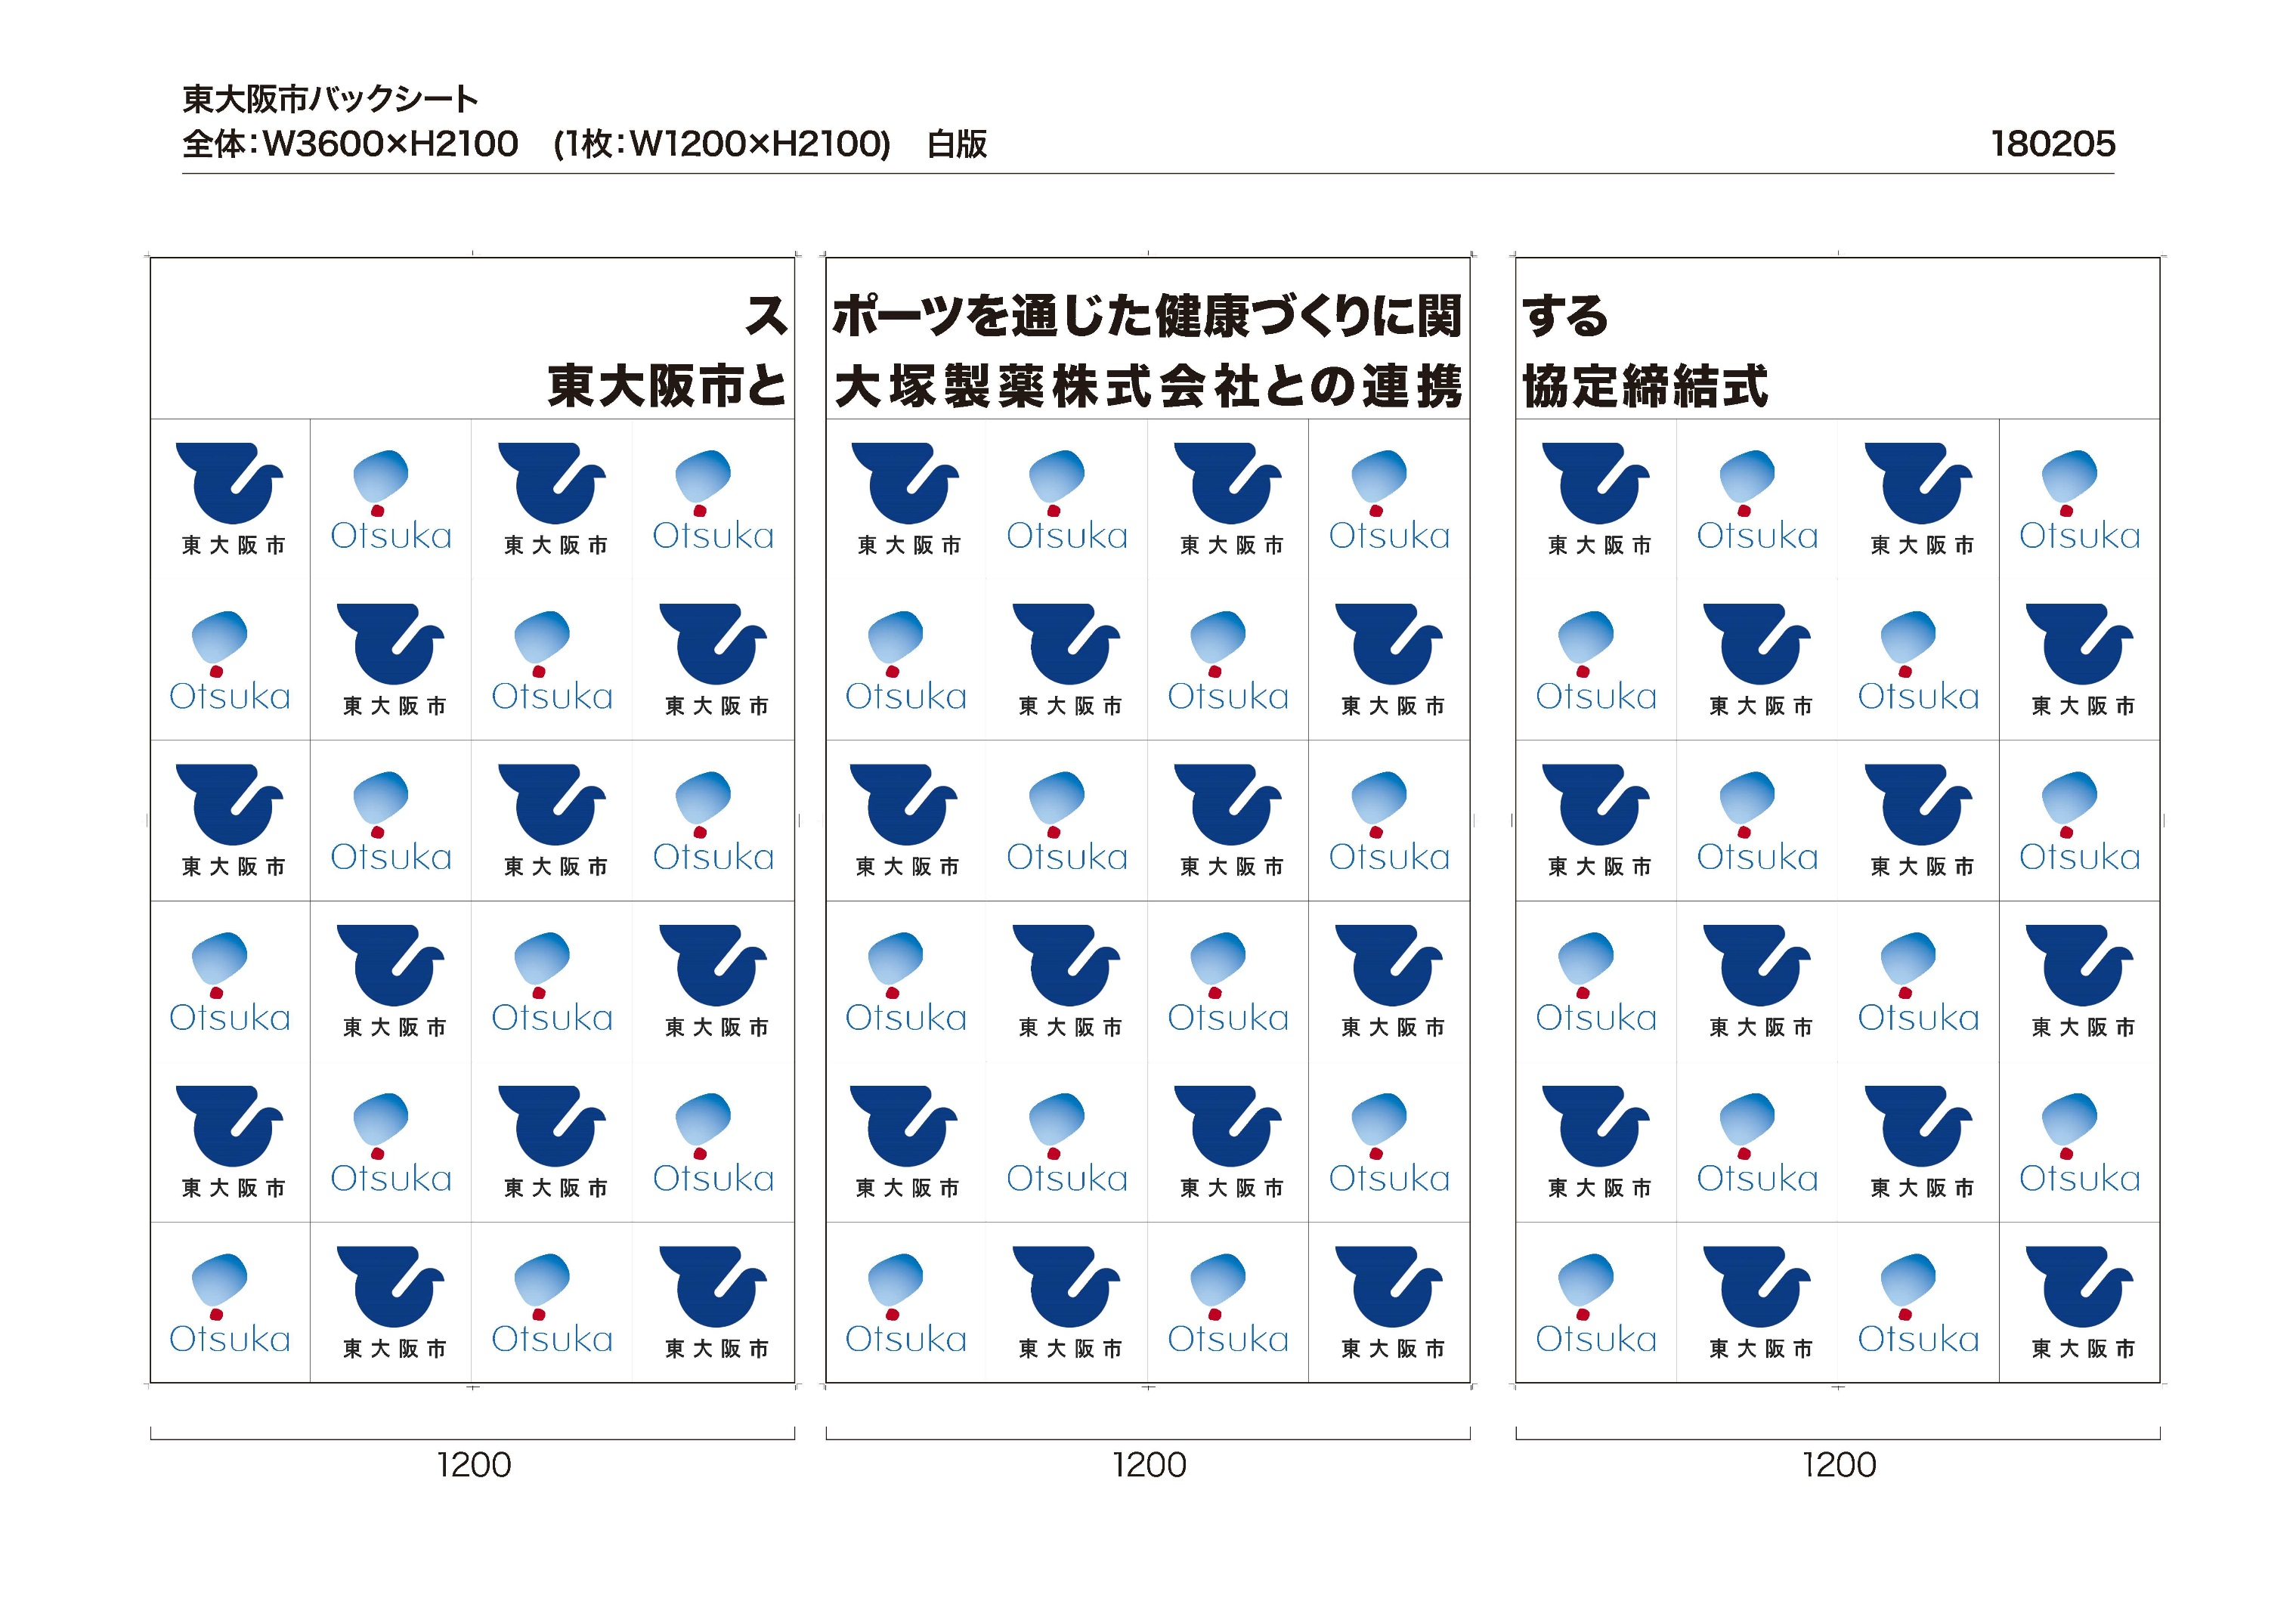 東大阪市バックシート
全体：W3600×H2100　(1枚：W1200×H2100)　白版
180205
スポーツを通じた健康づくりに関する
東大阪市と大塚製薬株式会社との連携協定締結式
東大阪市 Otsuka 東大阪市 Otsuka 東大阪市 Otsuka 東大阪市 Otsuka 東大阪市 Otsuka 東大阪市 Otsuka
Otsuka 東大阪市 Otsuka 東大阪市 Otsuka 東大阪市 Otsuka 東大阪市 Otsuka 東大阪市 Otsuka 東大阪市
東大阪市 Otsuka 東大阪市 Otsuka 東大阪市 Otsuka 東大阪市 Otsuka 東大阪市 Otsuka 東大阪市 Otsuka
Otsuka 東大阪市 Otsuka 東大阪市 Otsuka 東大阪市 Otsuka 東大阪市 Otsuka 東大阪市 Otsuka 東大阪市
東大阪市 Otsuka 東大阪市 Otsuka 東大阪市 Otsuka 東大阪市 Otsuka 東大阪市 Otsuka 東大阪市 Otsuka
Otsuka 東大阪市 Otsuka 東大阪市 Otsuka 東大阪市 Otsuka 東大阪市 Otsuka 東大阪市 Otsuka 東大阪市
1200 1200 1200